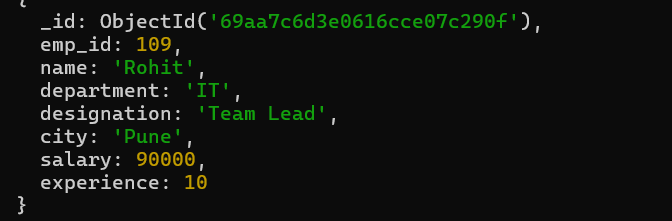 {
_id: ObjectId('69aa7c6d3e0616cce07c290f'),
emp_id: 109,
name: 'Rohit',
department: 'IT',
designation: 'Team Lead',
city: 'Pune',
salary: 90000,
experience: 10
}